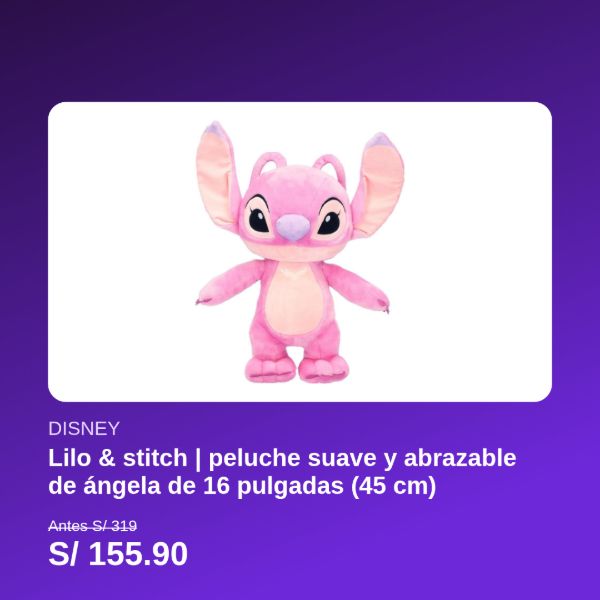 DISNEY
Lilo & stitch | peluche suave y abrazable
de ángela de 16 pulgadas (45 cm)
Antes S/ 319
S/ 155.90